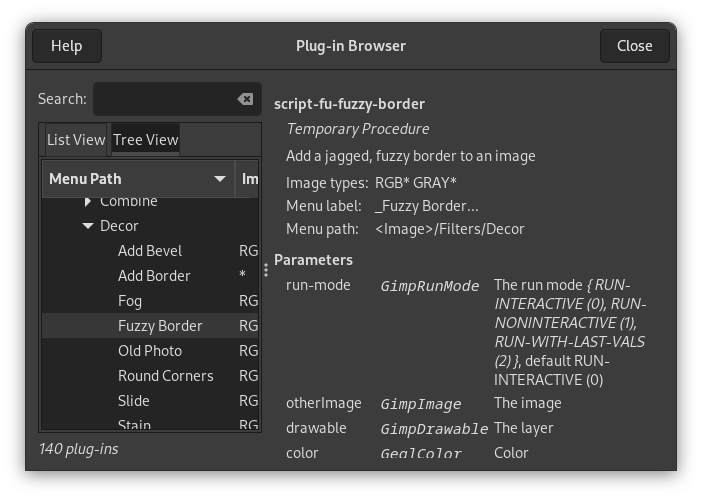 Help
Plug-in Browser
Close
Search:
List View
Tree View
Menu Path
Im
Combine
Decor
Add Bevel RG
Add Border *
Fog RG
Fuzzy Border RG
Old Photo RG
Round Corners RG
Slide RG
Stain RG
140 plug-ins
script-fu-fuzzy-border
Temporary Procedure
Add a jagged, fuzzy border to an image
Image types: RGB* GRAY*
Menu label: _Fuzzy Border...
Menu path: <Image>/Filters/Decor
Parameters
run-mode GimpRunMode The run mode { RUN-
INTERACTIVE (0), RUN-
NONINTERACTIVE (1),
RUN-WITH-LAST-VALS
(2) }, default RUN-
INTERACTIVE (0)
otherImage GimpImage The image
drawable GimpDrawable The layer
color GeglColor Color